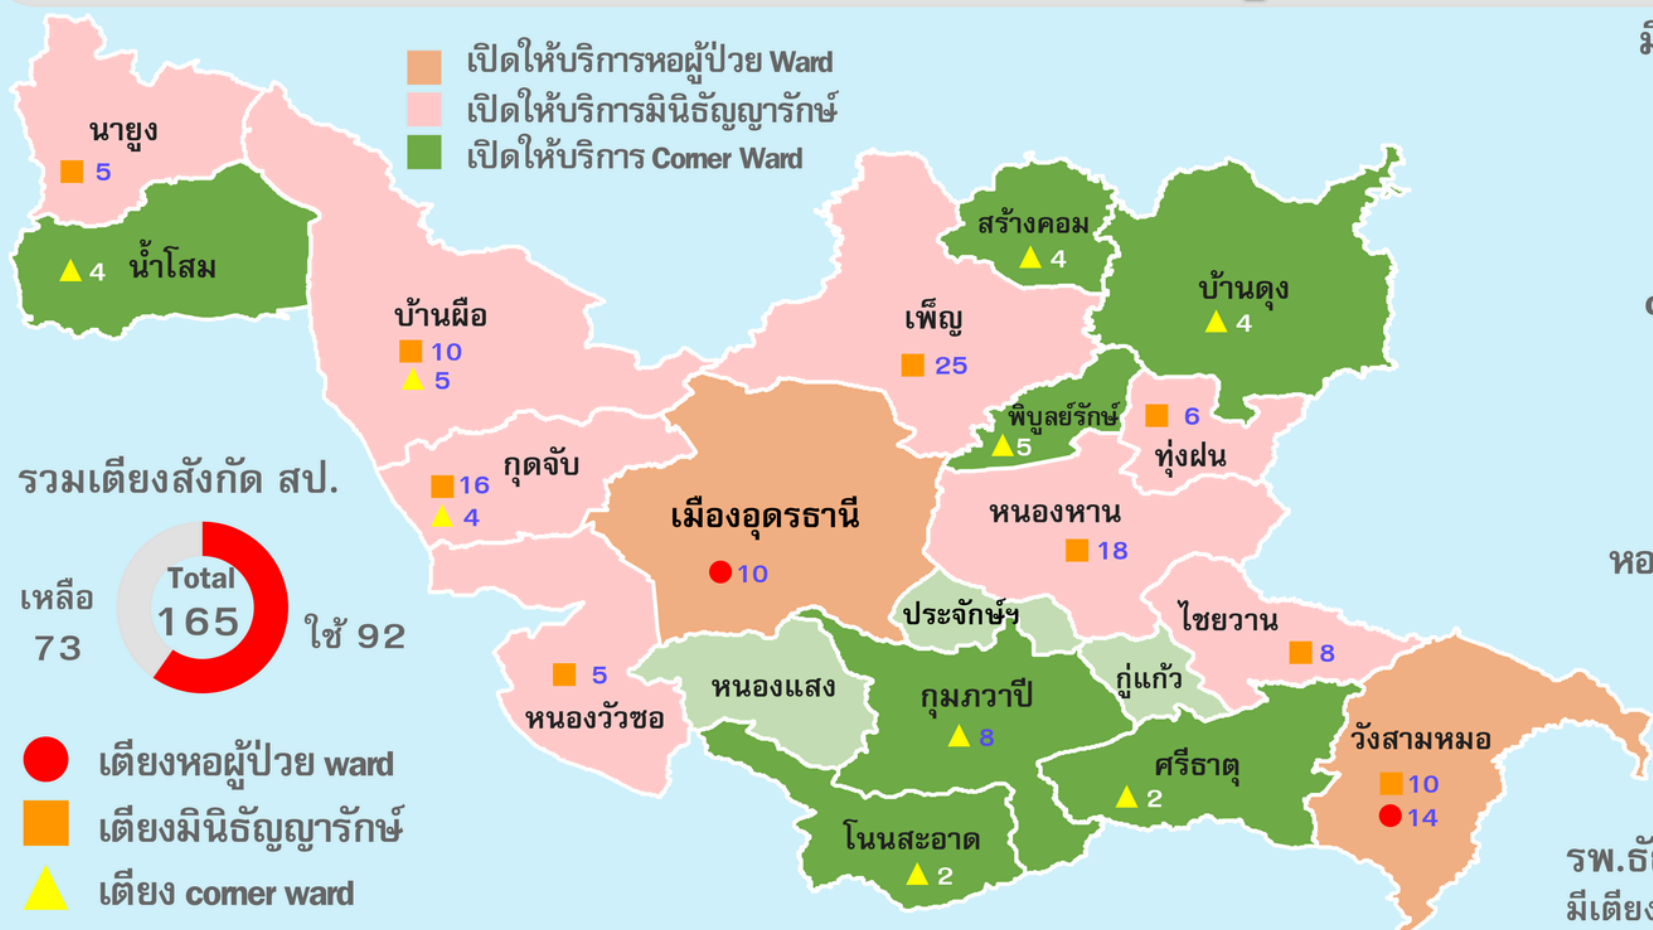 เปิดให้บริการหอผู้ป่วย Ward
เปิดให้บริการมินิธัญญารักษ์
เปิดให้บริการ Corner Ward
นายูง
5
4 น้ำโสม
บ้านผือ
10
5
สร้างคอม
4
บ้านดุง
4
เพ็ญ
25
พิบูลย์รักษ์
5
6
ทุ่งฝน
กุดจับ
16
4
เมืองอุดรธานี
10
หนองหาน
18
ประจักษ์ฯ
ไชยวาน
8
5
หนองวัวซอ
หนองแสง
กุมภวาปี
8
กู่แก้ว
ศรีธาตุ
2
วังสามหมอ
10
14
โนนสะอาด
2
รวมเตียงสังกัด สป.
Total
165
เหลือ
73
ใช้ 92
เตียงหอผู้ป่วย ward
เตียงมินิธัญญารักษ์
เตียง corner ward
หอ
มีเตียง